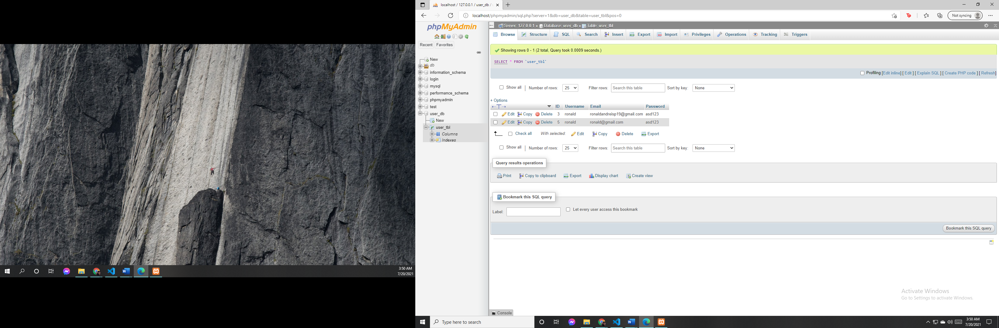 localhost / 127.0.0.1 / user_db /
localhost/phpmyadmin/sql.php?server=1&db=user_db&table=user_tbl&pos=0
Not syncing
phpMyAdmin
Recent
Favorites
New
db
information_schema
login
mysql
performance_schema
phpmyadmin
test
user_db
New
user_tbl
Columns
Indexes
Server: 127.0.0.1 » Database: user_db » Table: user_tbl
Browse Structure SQL Search Insert Export Import Privileges Operations Tracking Triggers
Showing rows 0 - 1 (2 total, Query took 0.0009 seconds.)
SELECT * FROM `user_tbl`
Profiling [Edit inline] [ Edit ] [ Explain SQL ] [ Create PHP code ] [ Refresh]
Show all | Number of rows: 25 Filter rows: Search this table Sort by key: None
+ Options
←T→ ID Username Email Password
Edit Copy Delete 3 ronald ronaldandreisp19@gmail.com asd123
Edit Copy Delete 5 ronald ronald@gmail.com asd123
Check all With selected: Edit Copy Delete Export
Show all | Number of rows: 25 Filter rows: Search this table Sort by key: None
Query results operations
Print Copy to clipboard Export Display chart Create view
Bookmark this SQL query
Label: Let every user access this bookmark
Bookmark this SQL query
Activate Windows
Go to Settings to activate Windows.
Console
Type here to search
3:50 AM
7/20/2021
3:50 AM
7/20/2021